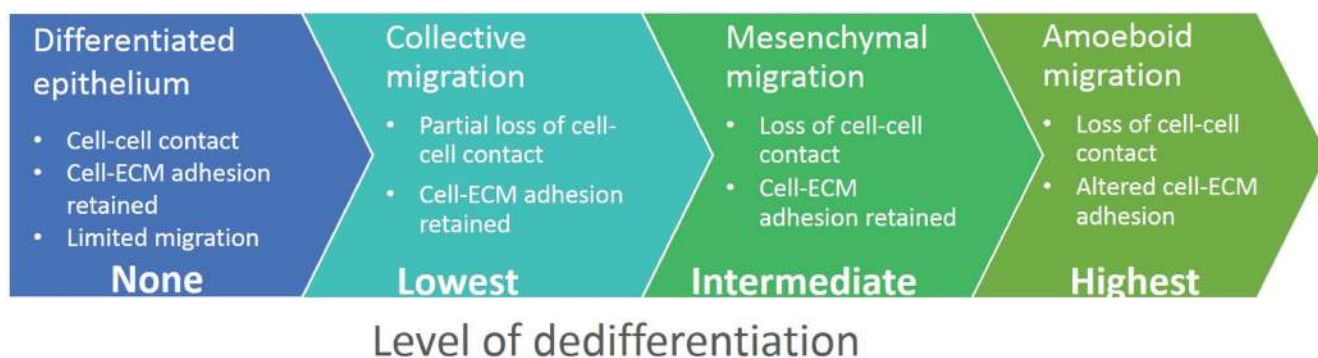 Differentiated
epithelium
• Cell-cell contact
• Cell-ECM adhesion
retained
• Limited migration
None
Collective
migration
• Partial loss of cell-
cell contact
• Cell-ECM adhesion
retained
Lowest
Mesenchymal
migration
• Loss of cell-cell
contact
• Cell-ECM
adhesion retained
Intermediate
Amoeboid
migration
• Loss of cell-cell
contact
• Altered cell-ECM
adhesion
Highest
Level of dedifferentiation